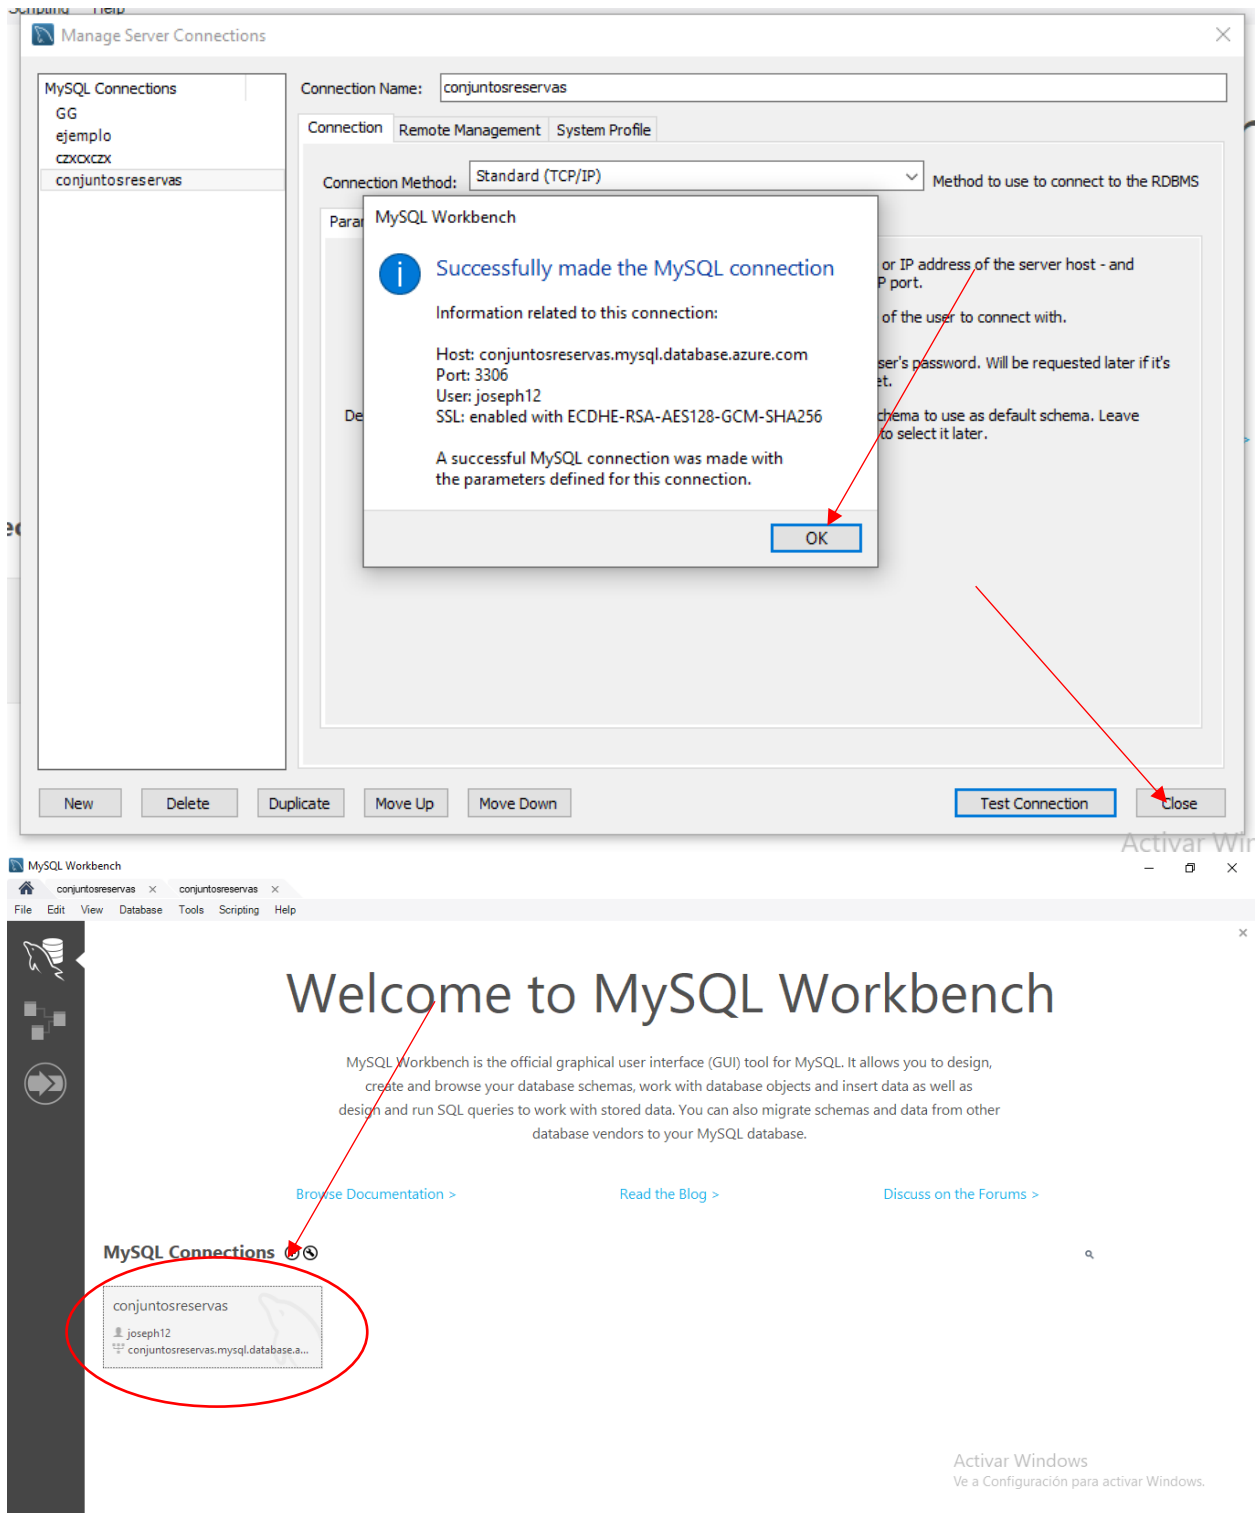 Scripting Help
Manage Server Connections
MySQL Connections
GG
ejemplo
czxcxczx
conjuntosreservas
Connection Name: conjuntosreservas
Connection Remote Management System Profile
Connection Method: Standard (TCP/IP) Method to use to connect to the RDBMS
Para
MySQL Workbench
Successfully made the MySQL connection
Information related to this connection:
Host: conjuntosreservas.mysql.database.azure.com
Port: 3306
User: joseph12
SSL: enabled with ECDHE-RSA-AES128-GCM-SHA256
A successful MySQL connection was made with
the parameters defined for this connection.
OK
or IP address of the server host - and
P port.
of the user to connect with.
ser's password. Will be requested later if it's
et.
De
chema to use as default schema. Leave
to select it later.
New Delete Duplicate Move Up Move Down Test Connection Close
Activar Wir
MySQL Workbench
conjuntosreservas conjuntosreservas
File Edit View Database Tools Scripting Help
Welcome to MySQL Workbench
MySQL Workbench is the official graphical user interface (GUI) tool for MySQL. It allows you to design,
create and browse your database schemas, work with database objects and insert data as well as
design and run SQL queries to work with stored data. You can also migrate schemas and data from other
database vendors to your MySQL database.
Browse Documentation > Read the Blog > Discuss on the Forums >
MySQL Connections
conjuntosreservas
joseph12
conjuntosreservas.mysql.database.a...
Activar Windows
Ve a Configuración para activar Windows.